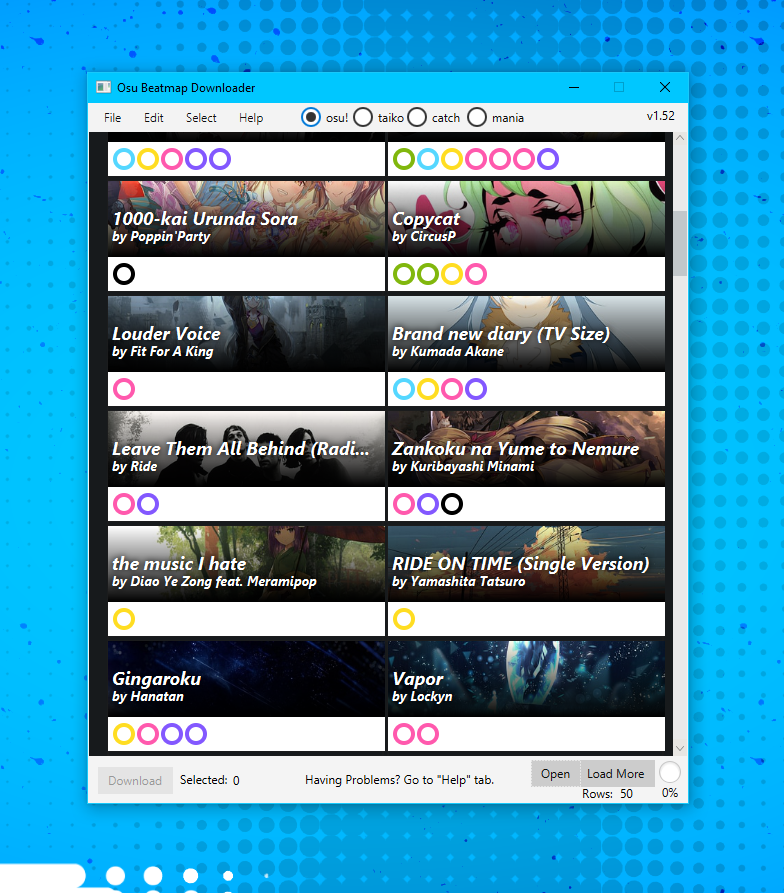 Osu Beatmap Downloader
File Edit Select Help osu! taiko catch mania v1.52
1000-kai Urunda Sora
by Poppin'Party
Copycat
by CircusP
Louder Voice
by Fit For A King
Brand new diary (TV Size)
by Kumada Akane
Leave Them All Behind (Radi...
by Ride
Zankoku na Yume to Nemure
by Kuribayashi Minami
the music I hate
by Diao Ye Zong feat. Meramipop
RIDE ON TIME (Single Version)
by Yamashita Tatsuro
Gingaroku
by Hanatan
Vapor
by Lockyn
Download Selected: 0 Having Problems? Go to "Help" tab. Open Load More
Rows: 50 0%